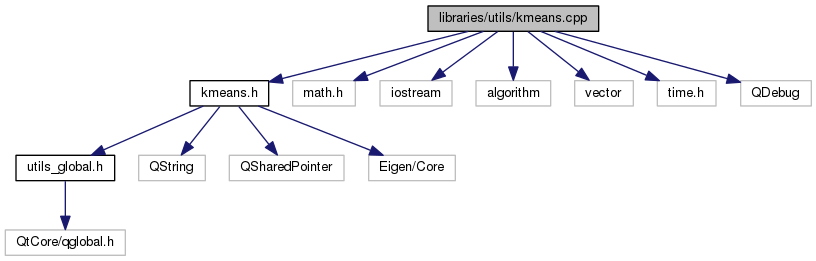 libraries/utils/kmeans.cpp
kmeans.h
math.h
iostream
algorithm
vector
time.h
QDebug
utils_global.h
QString
QSharedPointer
Eigen/Core
QtCore/qglobal.h